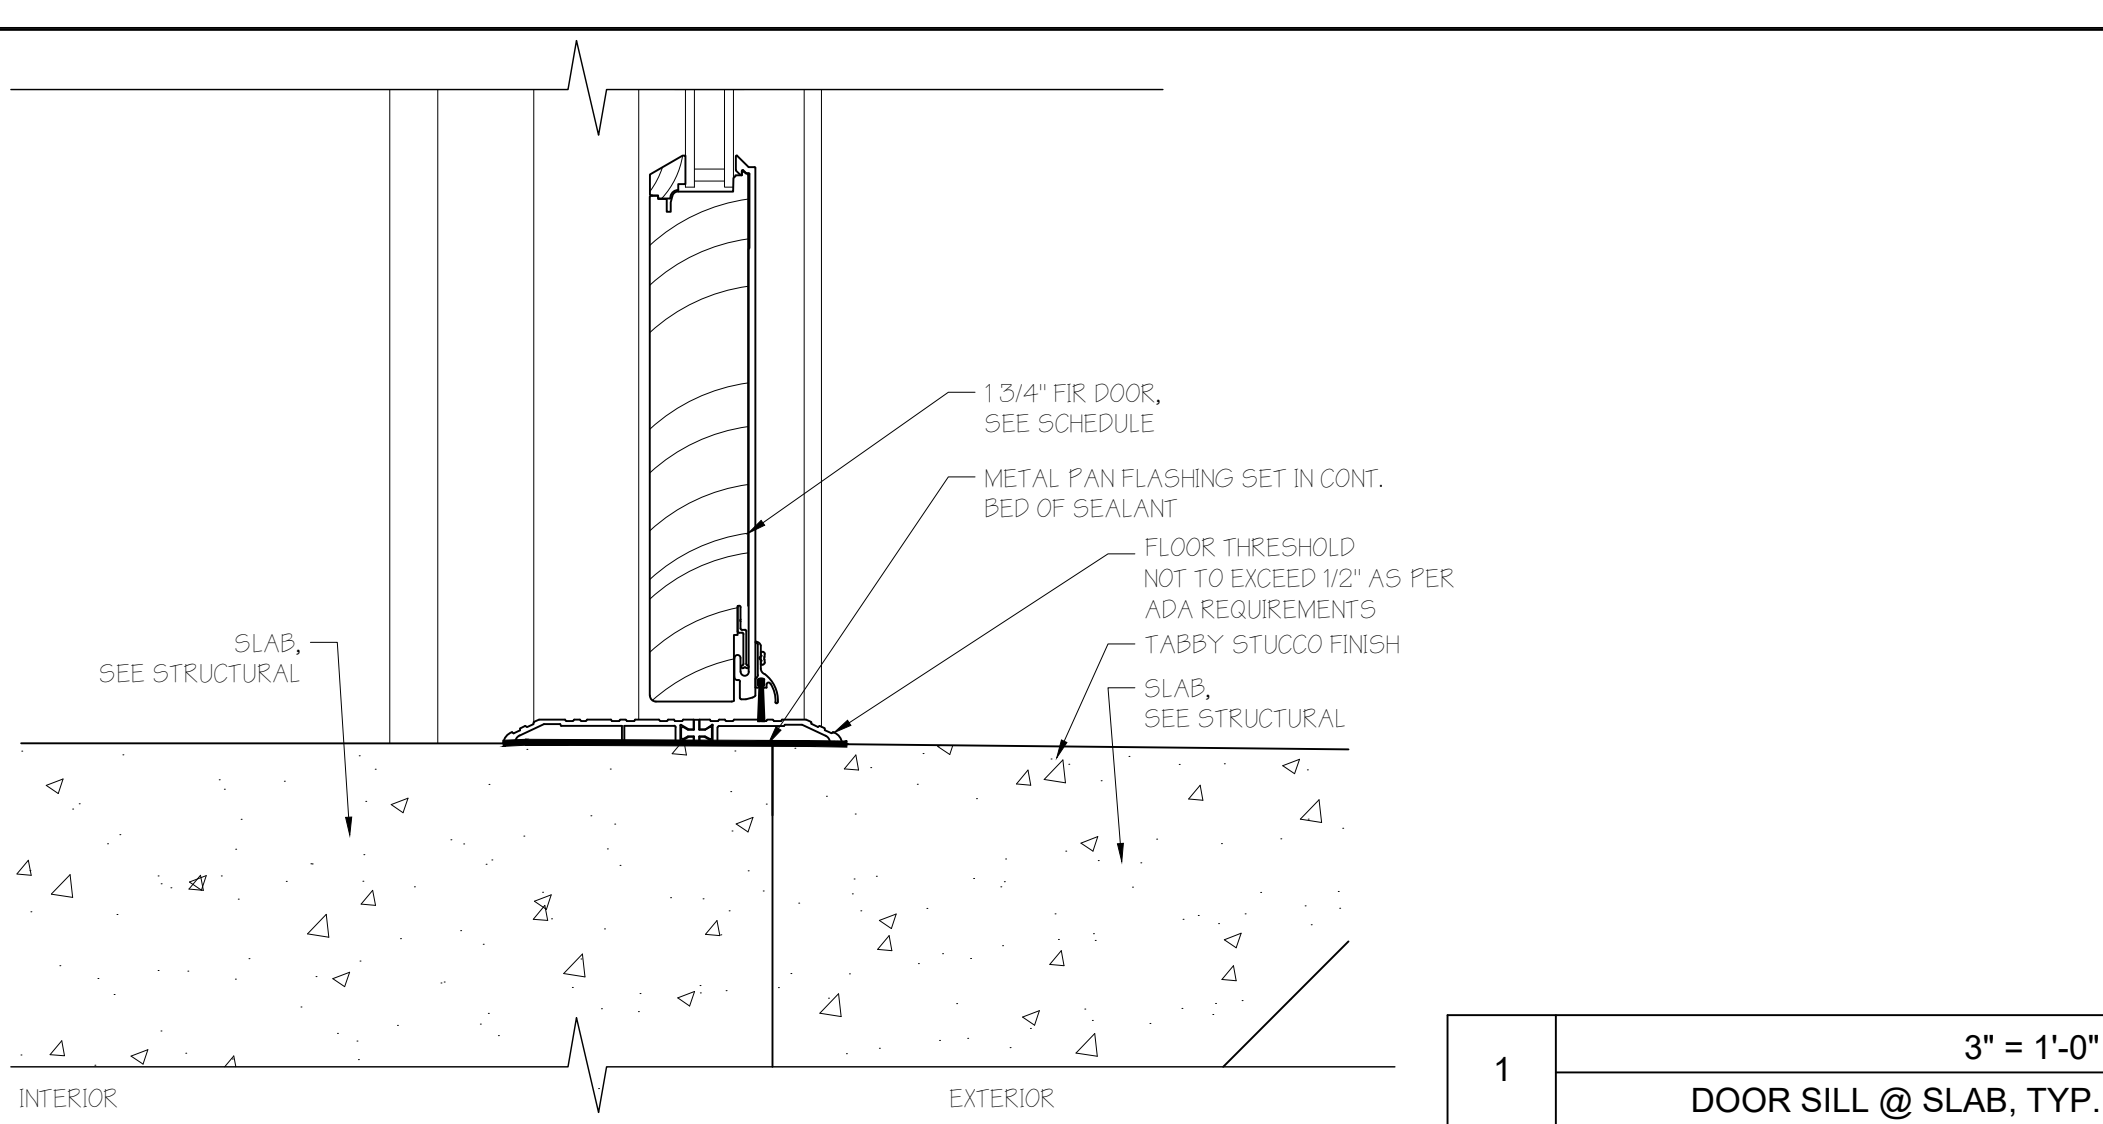 1 3/4" FIR DOOR,
SEE SCHEDULE
METAL PAN FLASHING SET IN CONT.
BED OF SEALANT
FLOOR THRESHOLD
NOT TO EXCEED 1/2" AS PER
ADA REQUIREMENTS
TABBY STUCCO FINISH
SLAB,
SEE STRUCTURAL
SLAB,
SEE STRUCTURAL
INTERIOR
EXTERIOR
1
3" = 1'-0"
DOOR SILL @ SLAB, TYP.